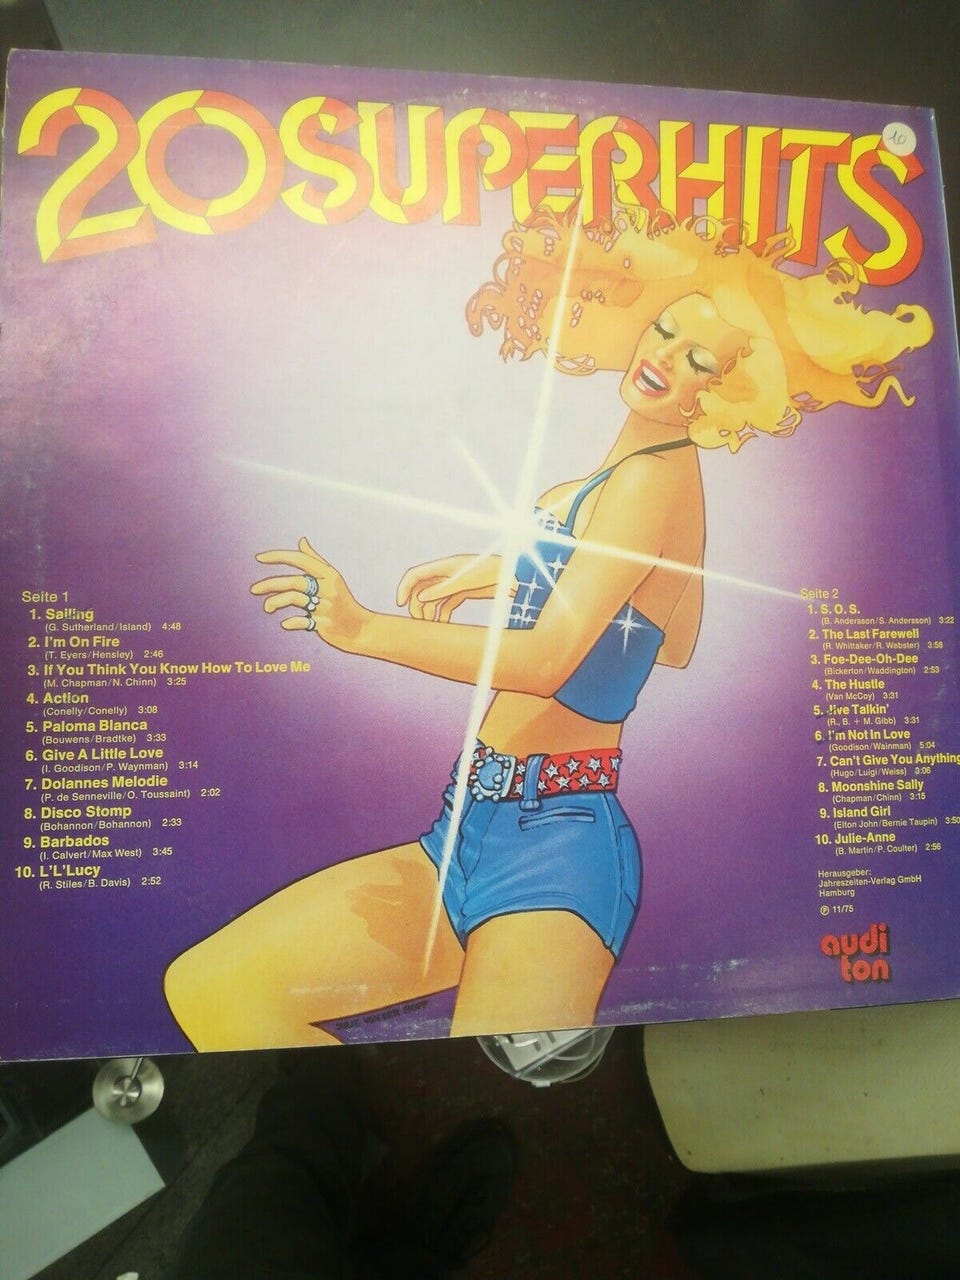 20 SUPERHITS
10
Seite 1
1. Sailing
(G. Sutherland/Island) 4:48
2. I'm On Fire
(T. Eyers/Hensley) 2:46
3. If You Think You Know How To Love Me
(M. Chapman/N. Chinn) 3:25
4. Action
(Conelly/Conelly) 3:08
5. Paloma Blanca
(Bouwens/Bradtke) 3:33
6. Give A Little Love
(I. Goodison/P. Waynman) 3:14
7. Dolannes Melodie
(P. de Senneville/O. Toussaint) 2:02
8. Disco Stomp
(Bohannon/Bohannon) 2:33
9. Barbados
(I. Calvert/Max West) 3:45
10. L'L'Lucy
(R. Stiles/B. Davis) 2:52
Seite 2
1. S. O. S.
(B. Andersson/S. Andersson) 3:22
2. The Last Farewell
(R. Whittaker/R. Webster) 3:58
3. Foe-Dee-Oh-Dee
(Bickerton/Waddington) 2:53
4. The Hustle
(Van McCoy) 3:31
5. Jive Talkin'
(R., B. + M. Gibb) 3:31
6. I'm Not In Love
(Goodison/Wainman) 5:04
7. Can't Give You Anything
(Hugo/Luigi/Weiss) 3:06
8. Moonshine Sally
(Chapman/Chinn) 3:15
9. Island Girl
(Elton John/Bernie Taupin) 3:50
10. Julie-Anne
(B. Martin/P. Coulter) 2:56
Herausgeber:
Jahreszeiten-Verlag GmbH
Hamburg
℗ 11/75
audi
ton